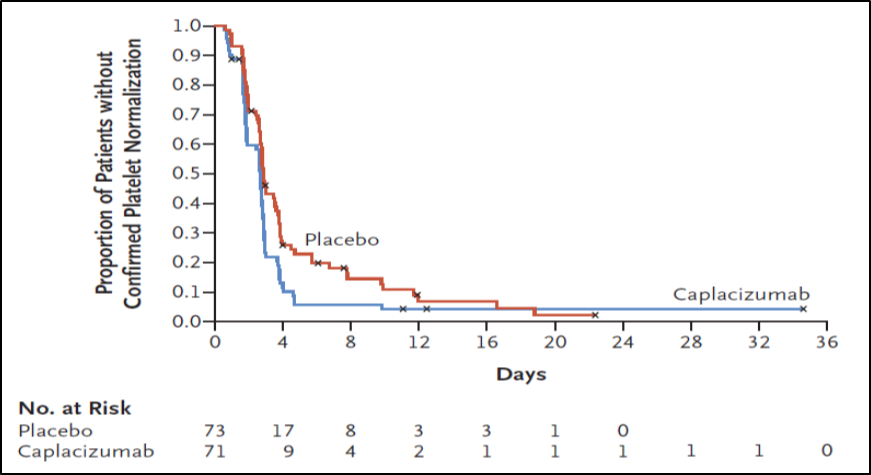 Proportion of Patients without
Confirmed Platelet Normalization
1.0
0.9
0.8
0.7
0.6
0.5
0.4
0.3
0.2
0.1
0.0
Placebo
Caplacizumab
0 4 8 12 16 20 24 28 32 36
Days
No. at Risk
Placebo 73 17 8 3 3 1 0
Caplacizumab 71 9 4 2 1 1 1 1 1 0